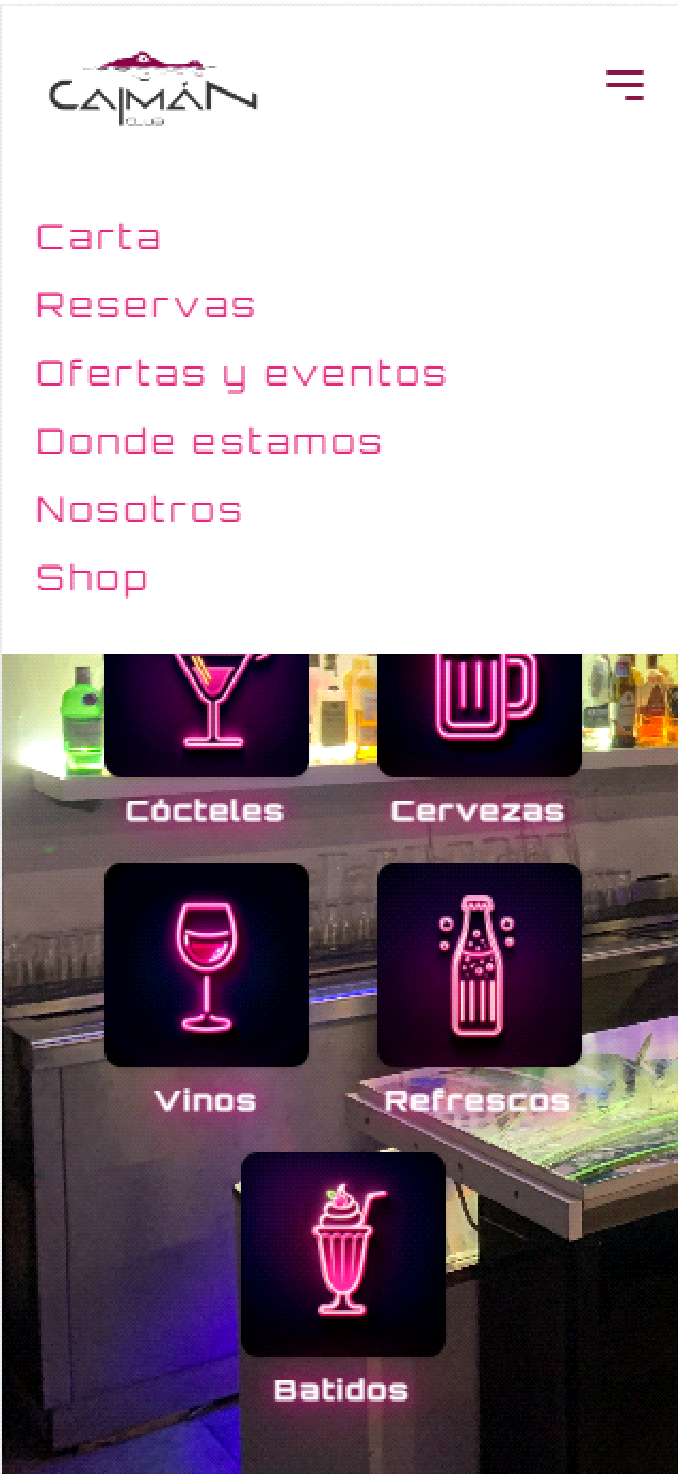 CAIMÁN
CLUB
Carta
Reservas
Ofertas y eventos
Donde estamos
Nosotros
Shop
Cócteles
Cervezas
Vinos
Refrescos
Batidos